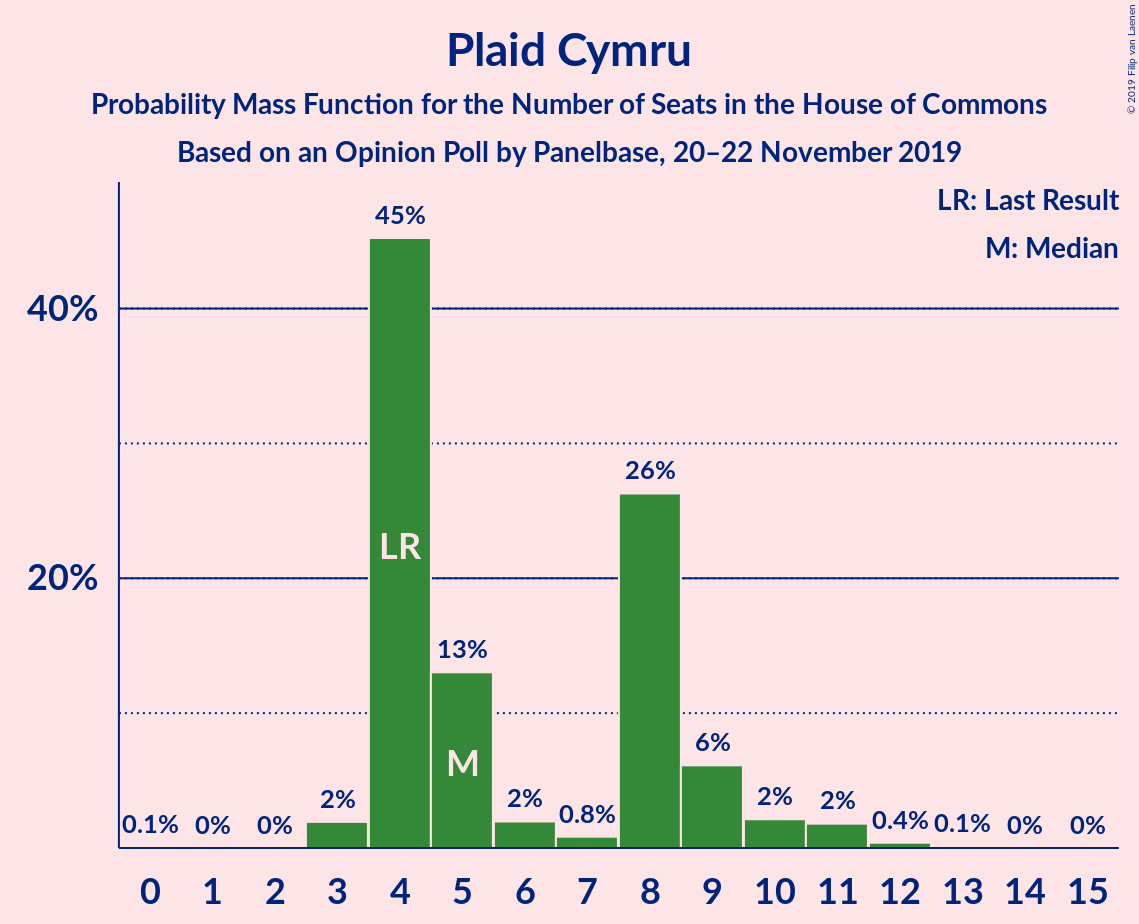 Plaid Cymru
Probability Mass Function for the Number of Seats in the House of Commons
Based on an Opinion Poll by Panelbase, 20–22 November 2019
© 2019 Filip van Laenen
LR: Last Result
M: Median
40%
20%
0.1% 0% 0% 2% 45% 13% 2% 0.8% 26% 6% 2% 2% 0.4% 0.1% 0% 0%
LR
M
0 1 2 3 4 5 6 7 8 9 10 11 12 13 14 15